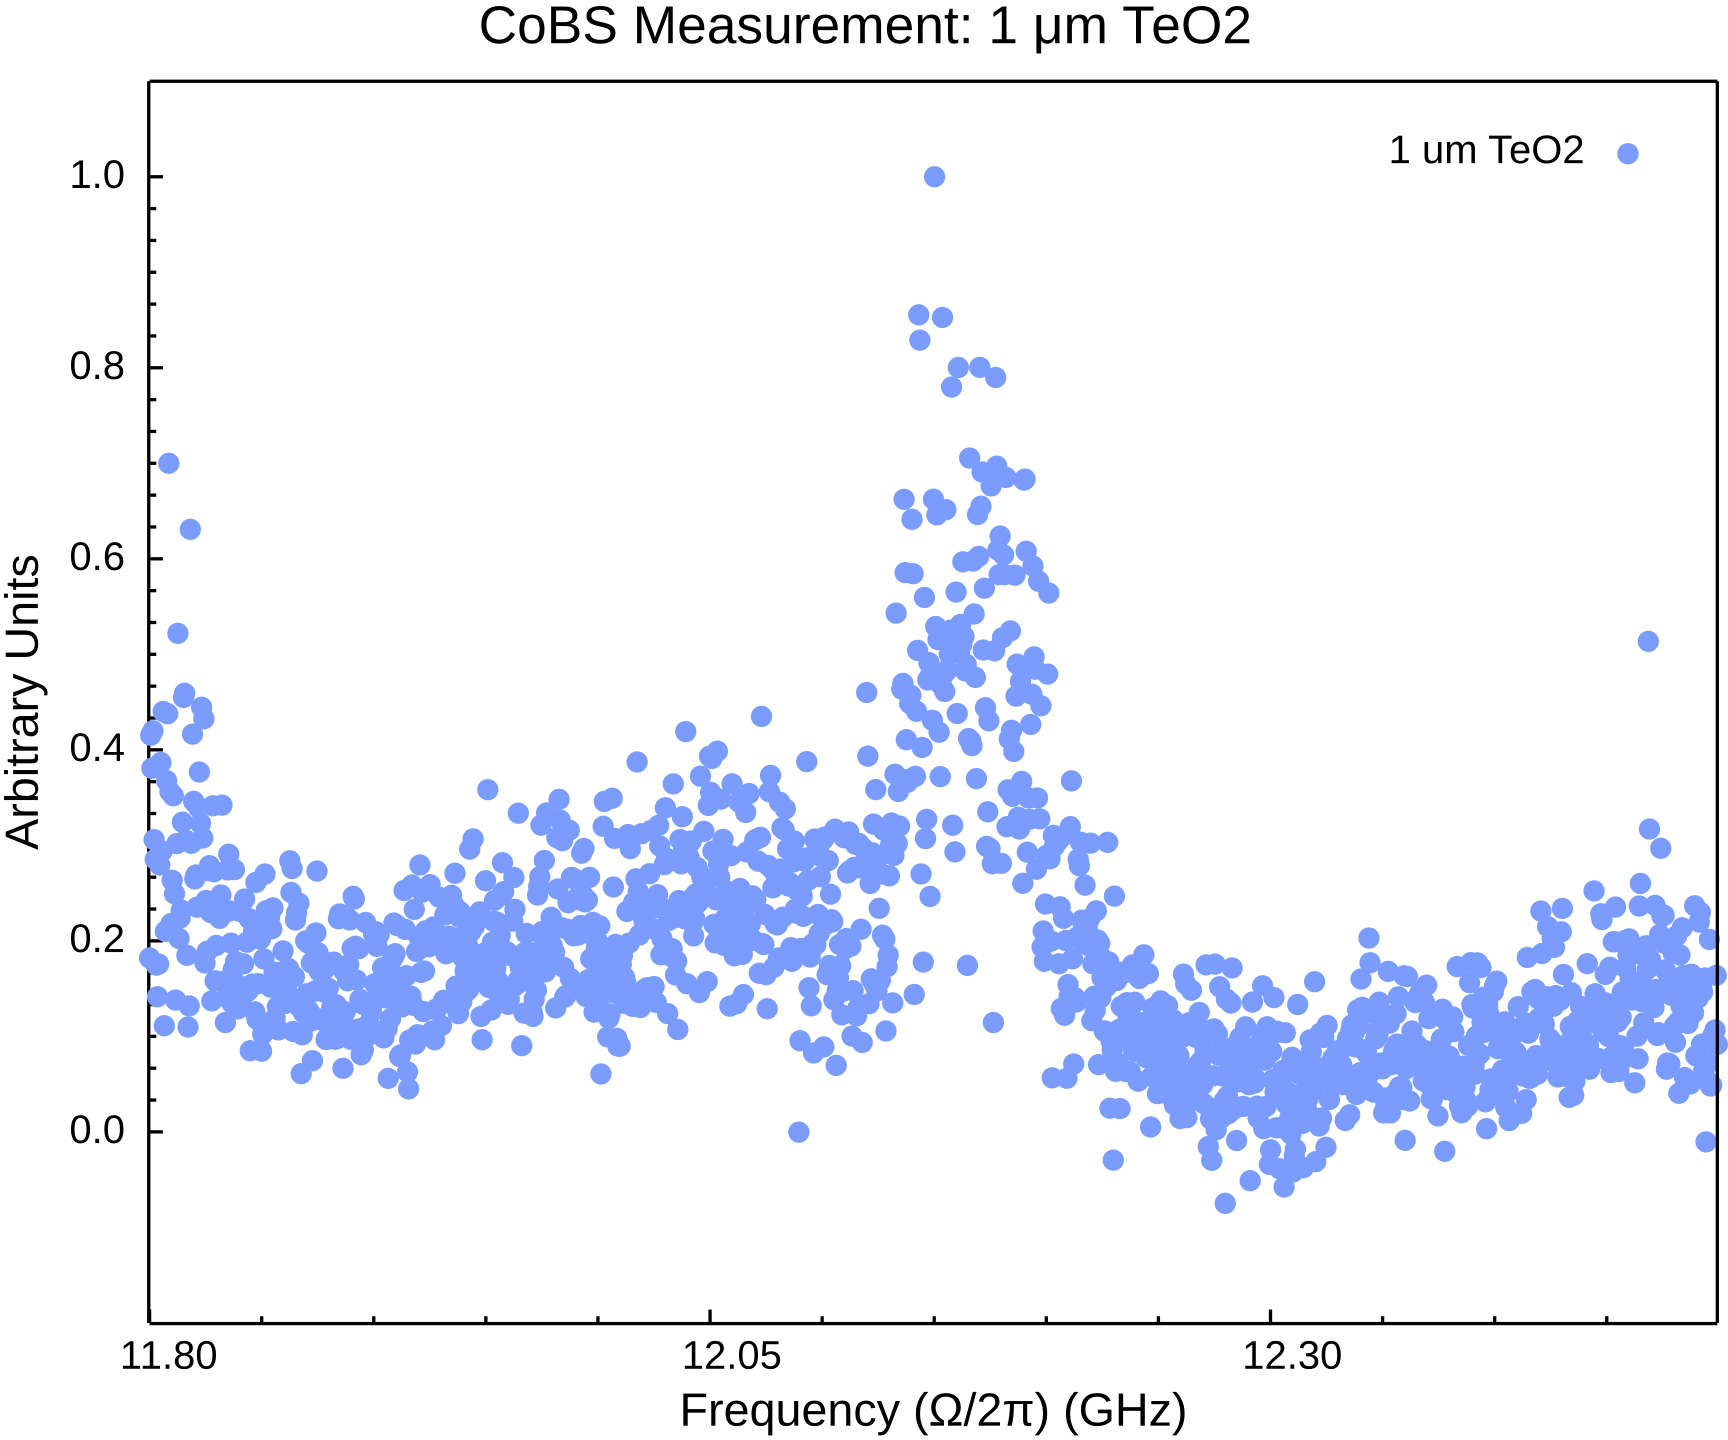 CoBS Measurement: 1 μm TeO2
1 um TeO2
1.0
0.8
0.6
0.4
0.2
0.0
Arbitrary Units
11.80 12.05 12.30
Frequency (Ω/2π) (GHz)